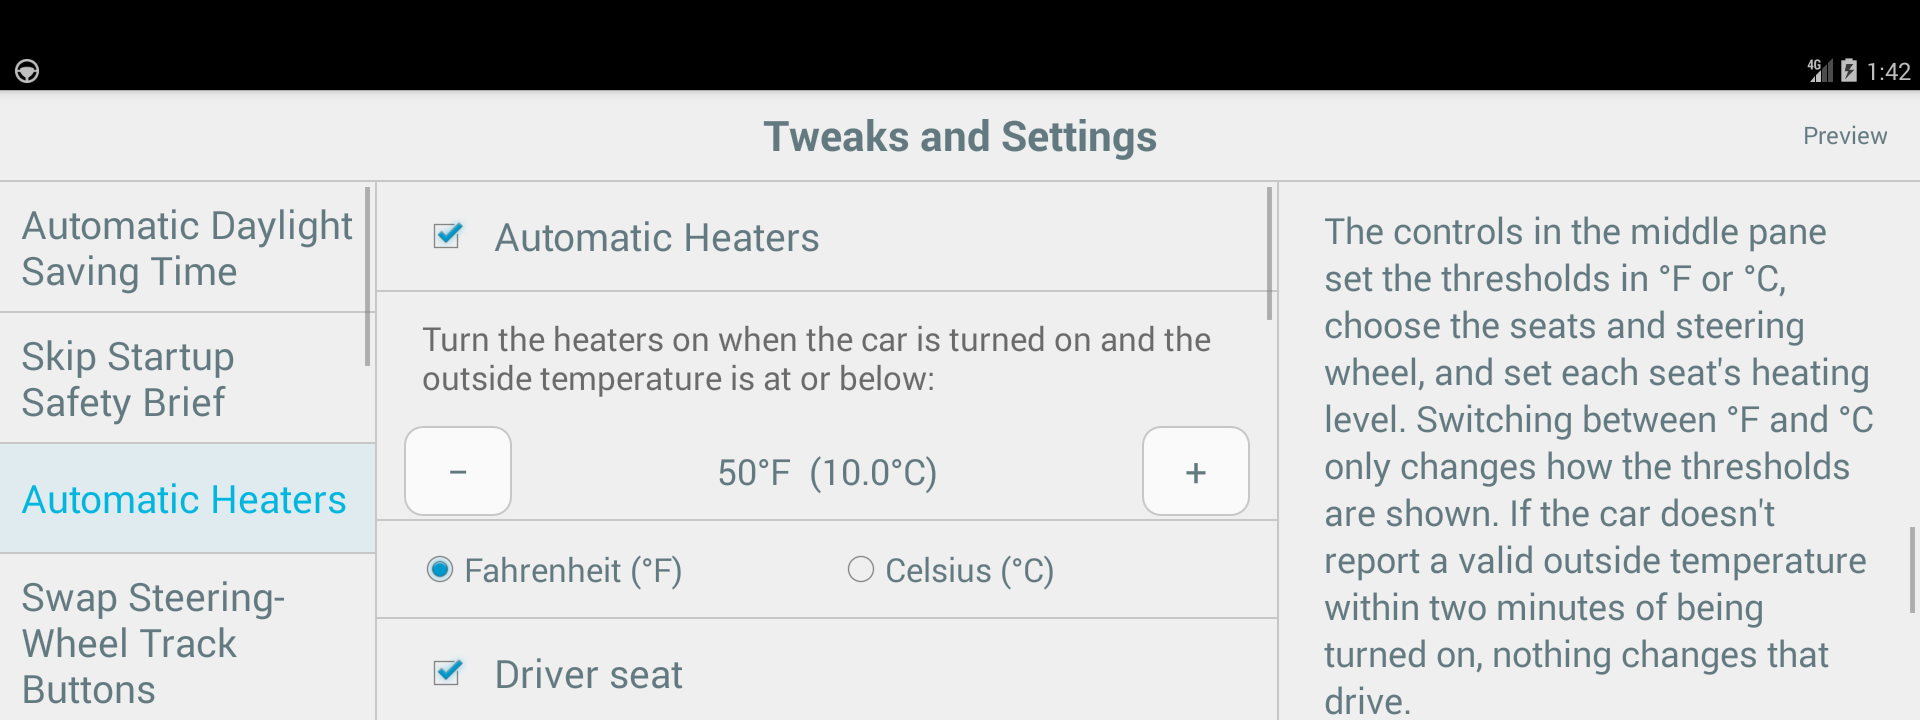 4G
1:42
Tweaks and Settings
Preview
Automatic Daylight
Saving Time
Skip Startup
Safety Brief
Automatic Heaters
Swap Steering-
Wheel Track
Buttons
Automatic Heaters
Turn the heaters on when the car is turned on and the
outside temperature is at or below:
− 50°F (10.0°C) +
Fahrenheit (°F) Celsius (°C)
Driver seat
The controls in the middle pane
set the thresholds in °F or °C,
choose the seats and steering
wheel, and set each seat's heating
level. Switching between °F and °C
only changes how the thresholds
are shown. If the car doesn't
report a valid outside temperature
within two minutes of being
turned on, nothing changes that
drive.